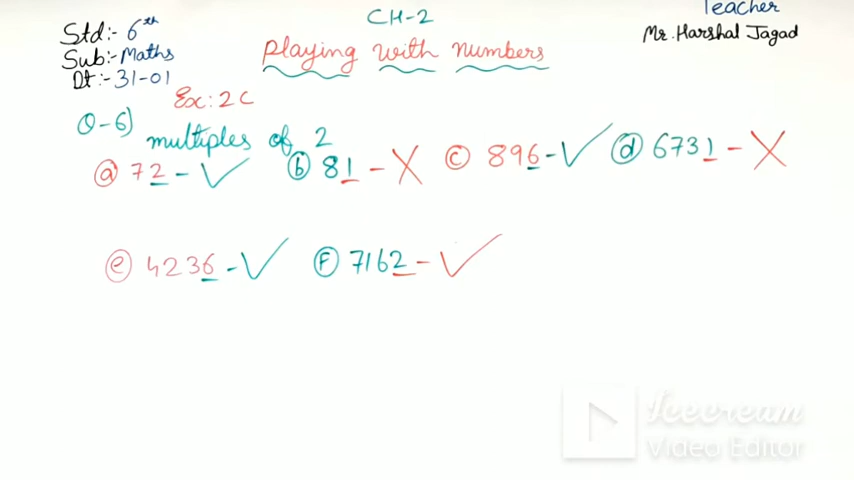 CH-2
Teacher
Std:- 6th
Mr. Harshal Jagad
Sub:- Maths
Playing with numbers
Dt:- 31-01
Ex: 2C
Q-6)
multiples of 2
a 72 - ✓ b 81 - X c 896 - ✓ d 6731 - X
e 4236 - ✓ f 7162 - ✓
Icecream
Video Editor